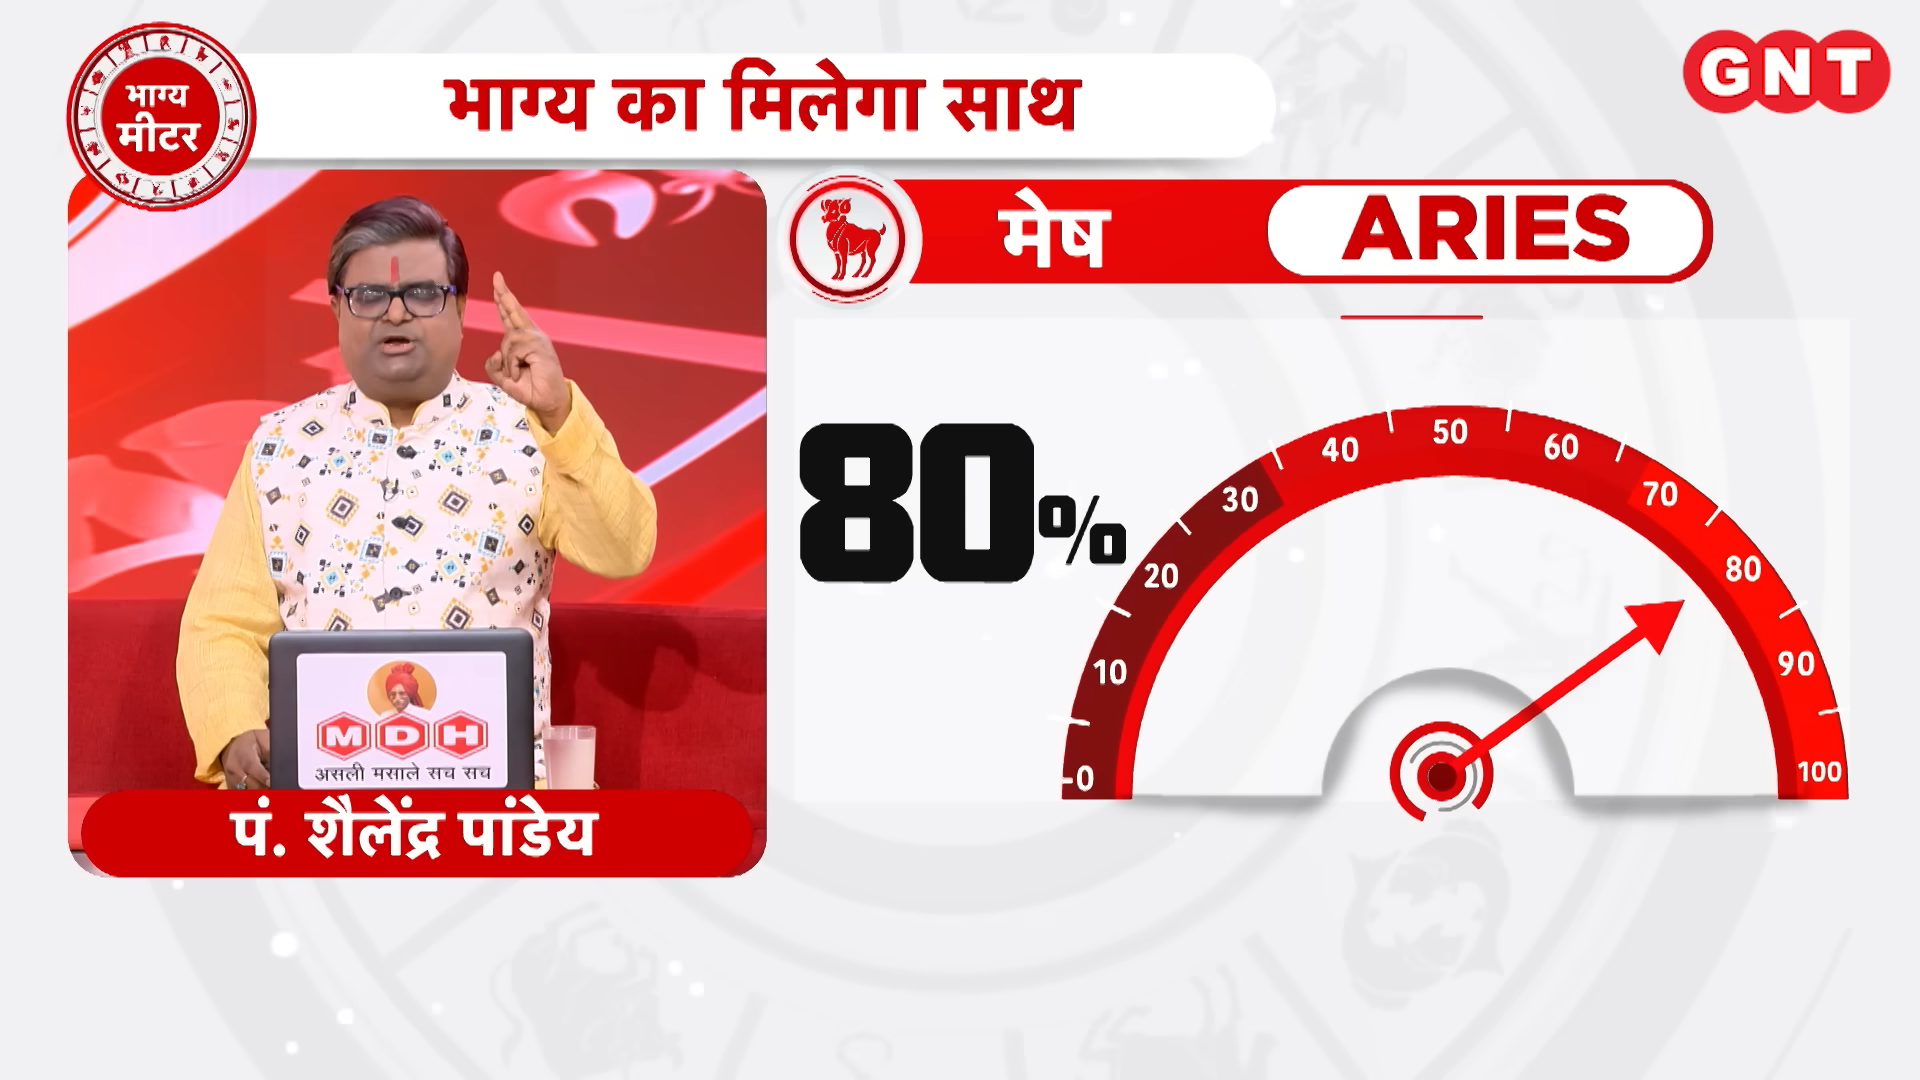 भाग्य
मीटर
भाग्य का मिलेगा साथ
GNT
मेष
ARIES
80%
0
10
20
30
40
50
60
70
80
90
100
MDH
असली मसाले सच सच
पं. शैलेंद्र पांडेय